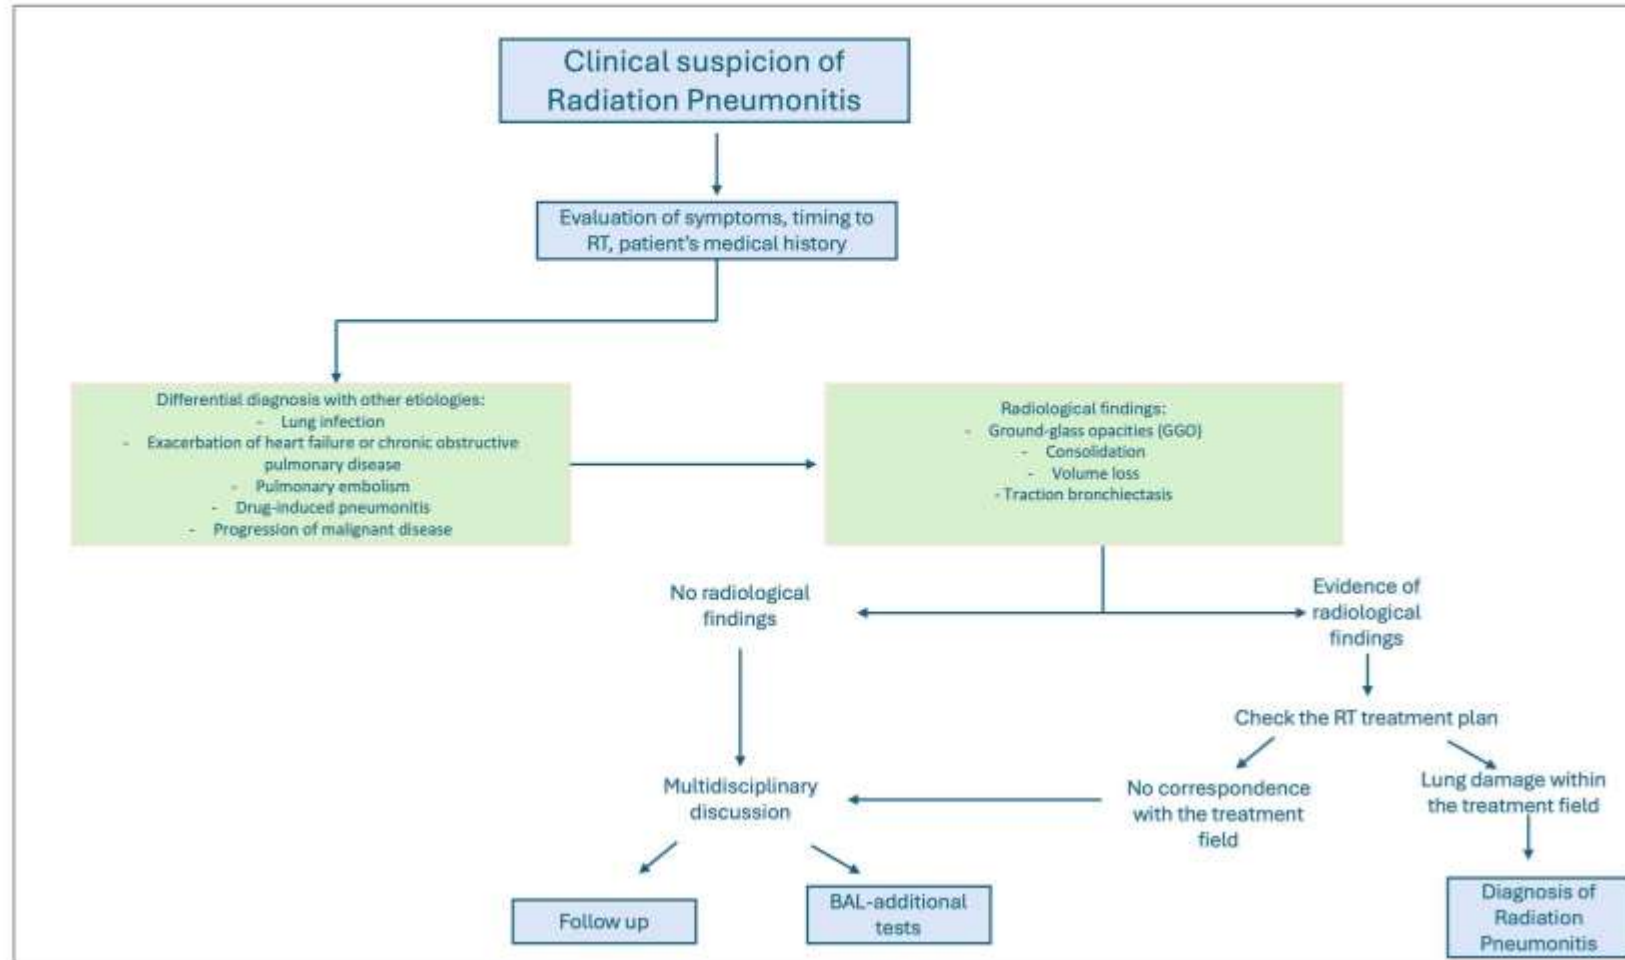 Clinical suspicion of
Radiation Pneumonitis
Evaluation of symptoms, timing to
RT, patient's medical history
Differential diagnosis with other etiologies:
- Lung infection
- Exacerbation of heart failure or chronic obstructive
pulmonary disease
- Pulmonary embolism
- Drug-induced pneumonitis
- Progression of malignant disease
Radiological findings:
- Ground-glass opacities (GGO)
- Consolidation
- Volume loss
- Traction bronchiectasis
No radiological
findings
Evidence of
radiological
findings
Check the RT treatment plan
Multidisciplinary
discussion
No correspondence
with the treatment
field
Lung damage within
the treatment field
Follow up
BAL-additional
tests
Diagnosis of
Radiation
Pneumonitis